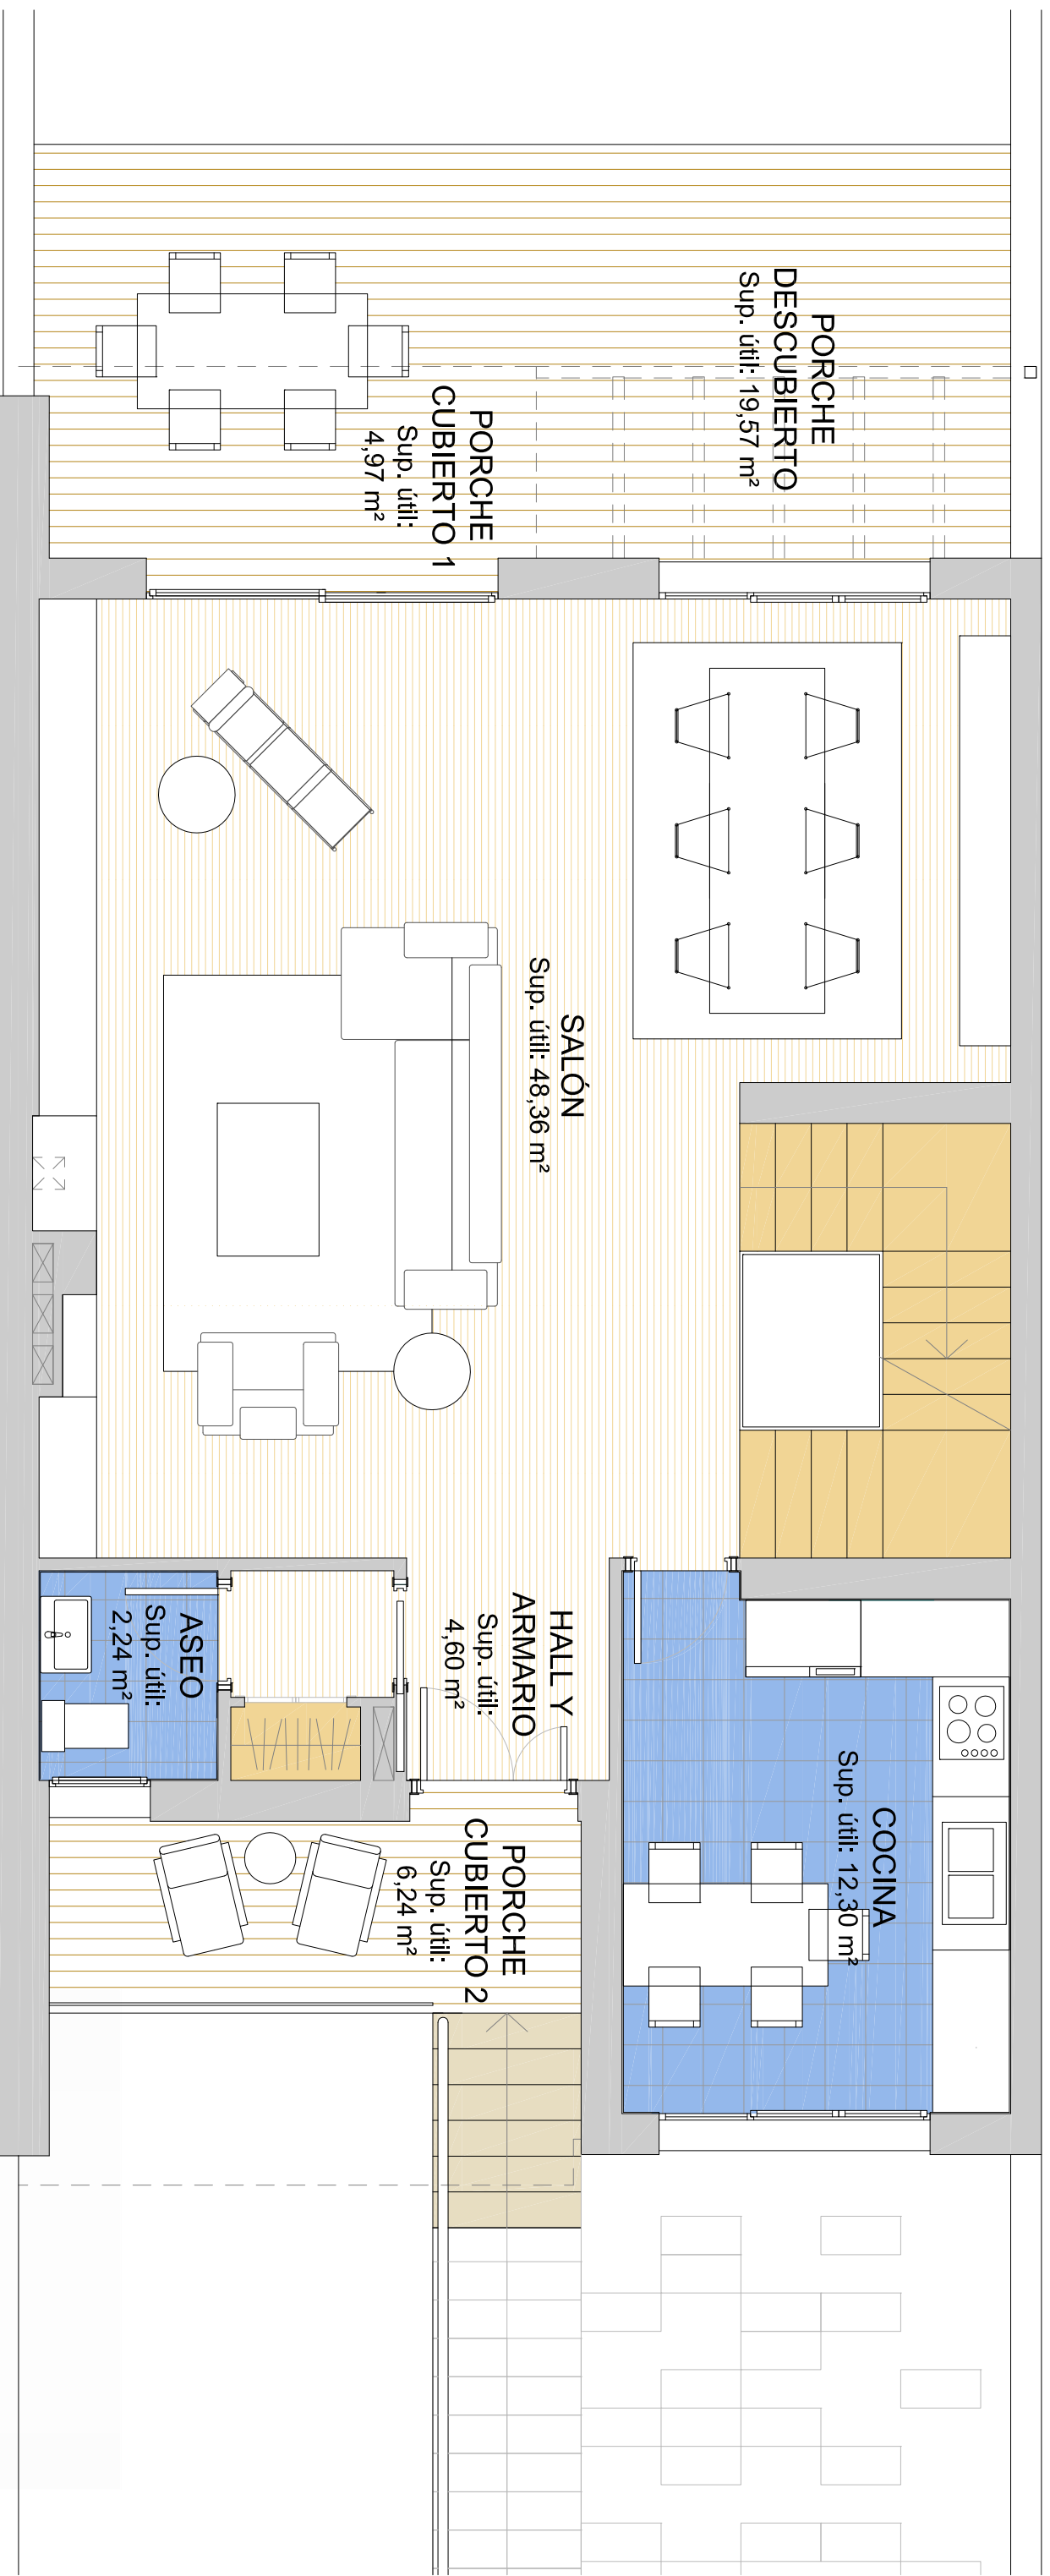 PORCHE
DESCUBIERTO
Sup. útil: 19,57 m²
PORCHE
CUBIERTO 1
Sup. útil:
4,97 m²
SALÓN
Sup. útil: 48,36 m²
HALL Y
ARMARIO
Sup. útil:
4,60 m²
ASEO
Sup. útil:
2,24 m²
COCINA
Sup. útil: 12,30 m²
PORCHE
CUBIERTO 2
Sup. útil:
6,24 m²